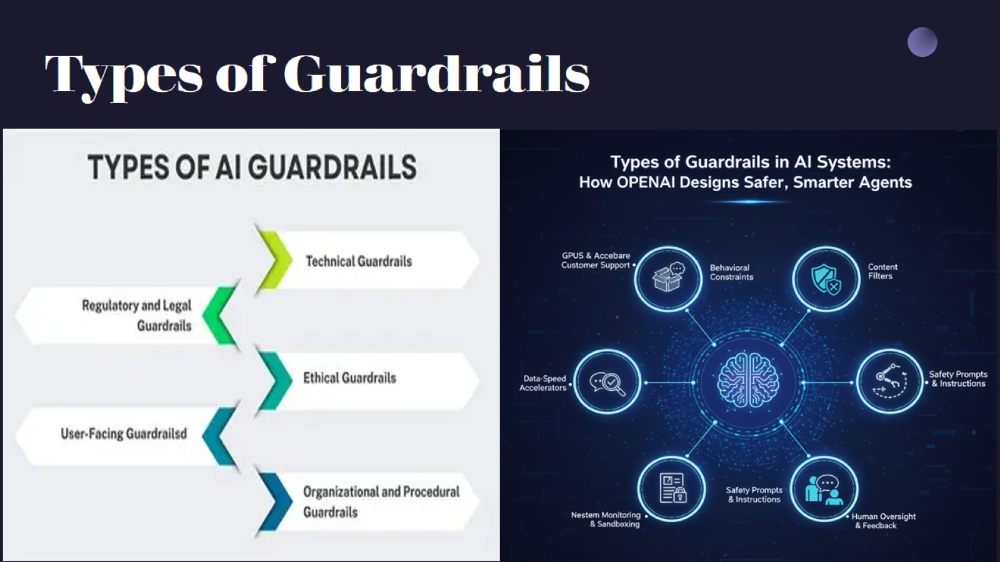 Types of Guardrails
TYPES OF AI GUARDRAILS
Technical Guardrails
Regulatory and Legal
Guardrails
Ethical Guardrails
User-Facing Guardrailsd
Organizational and Procedural
Guardrails
Types of Guardrails in AI Systems:
How OPENAI Designs Safer, Smarter Agents
GPUS & Accebare
Customer Support
Behavioral
Constraints
Content
Filters
Data-Speed
Accelerators
Safety Prompts
& Instructions
Nestem Monitoring
& Sandbaxing
Safety Prompts
& Instructions
Human Oversight
& Feedback